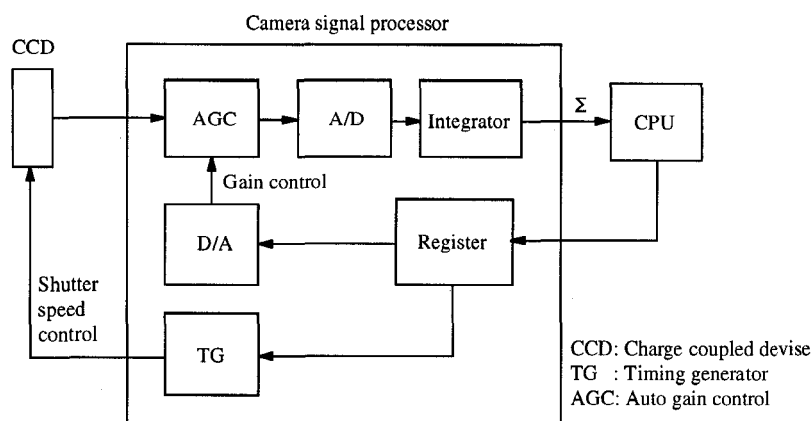 Camera signal processor
CCD
AGC
A/D
Integrator
Σ
CPU
Gain control
D/A
Register
Shutter
speed
control
TG
CCD: Charge coupled devise
TG : Timing generator
AGC: Auto gain control